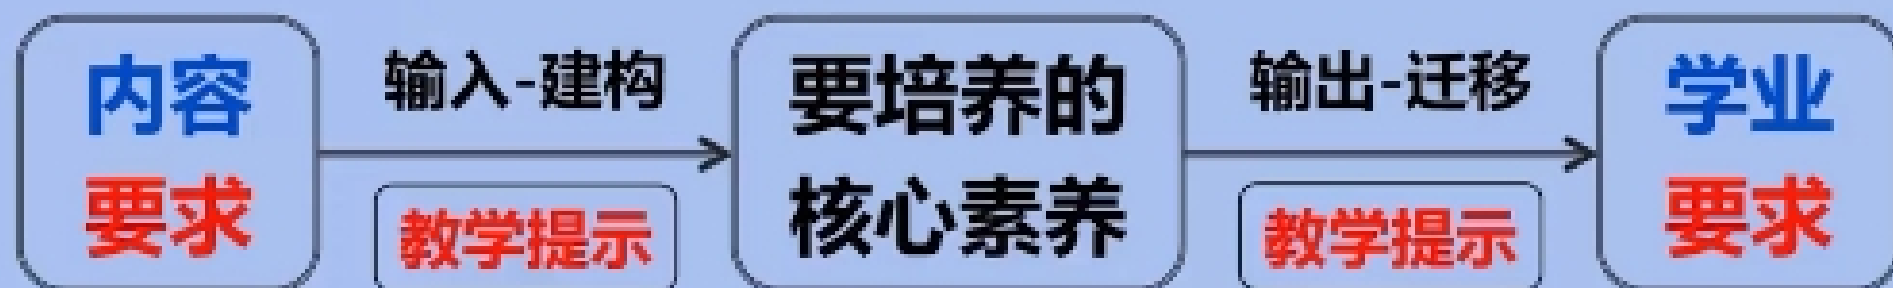 内容
要求
输入-建构
教学提示
要培养的
核心素养
输出-迁移
教学提示
学业
要求